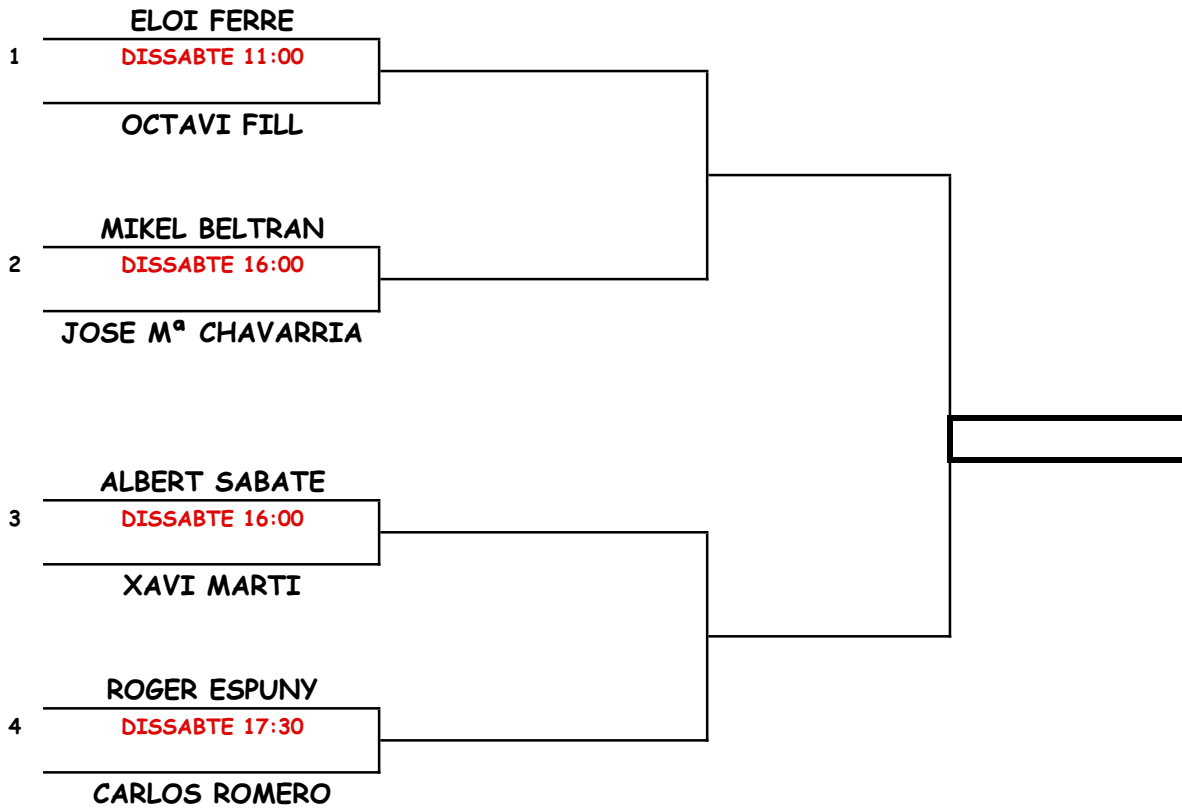 ELOI FERRE
1 DISSABTE 11:00
OCTAVI FILL
MIKEL BELTRAN
2 DISSABTE 16:00
JOSE Mª CHAVARRIA
ALBERT SABATE
3 DISSABTE 16:00
XAVI MARTI
ROGER ESPUNY
4 DISSABTE 17:30
CARLOS ROMERO